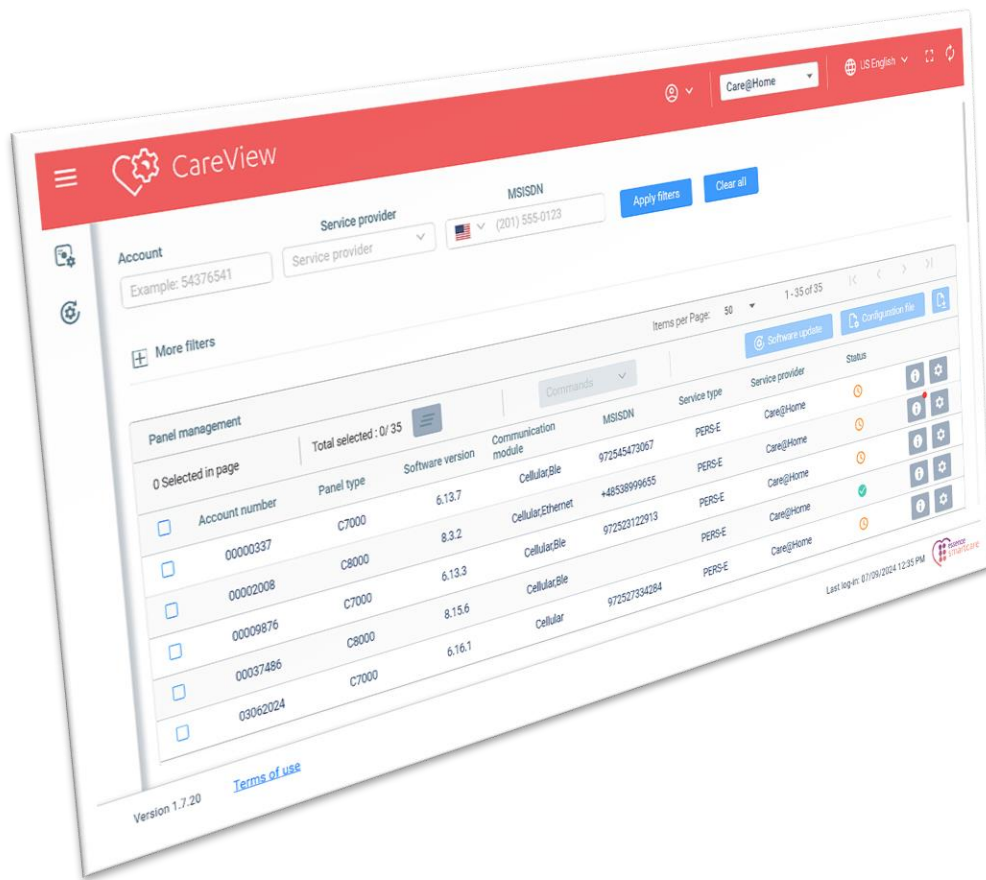 CareView
Care@Home
US English
Account
Service provider
MSISDN
Example: 54376541
Service provider
(201) 555-0123
Apply filters
Clear all
More filters
Items per Page: 50
1 - 35 of 35
Panel management
Commands
Software update
Configuration file
0 Selected in page
Total selected : 0/ 35
Account number Panel type Software version Communication module MSISDN Service type Service provider Status
00000337 C7000 6.13.7 Cellular,Ble 972545473067 PERS-E Care@Home
00002008 C8000 8.3.2 Cellular,Ethernet +48538999655 PERS-E Care@Home
00009876 C7000 6.13.3 Cellular,Ble 972523122913 PERS-E Care@Home
00037486 C8000 8.15.6 Cellular,Ble PERS-E Care@Home
03062024 C7000 6.16.1 Cellular 972527334284 PERS-E Care@Home
Version 1.7.20
Terms of use
Last log-in: 07/09/2024 12:35 PM
essence
smartcare